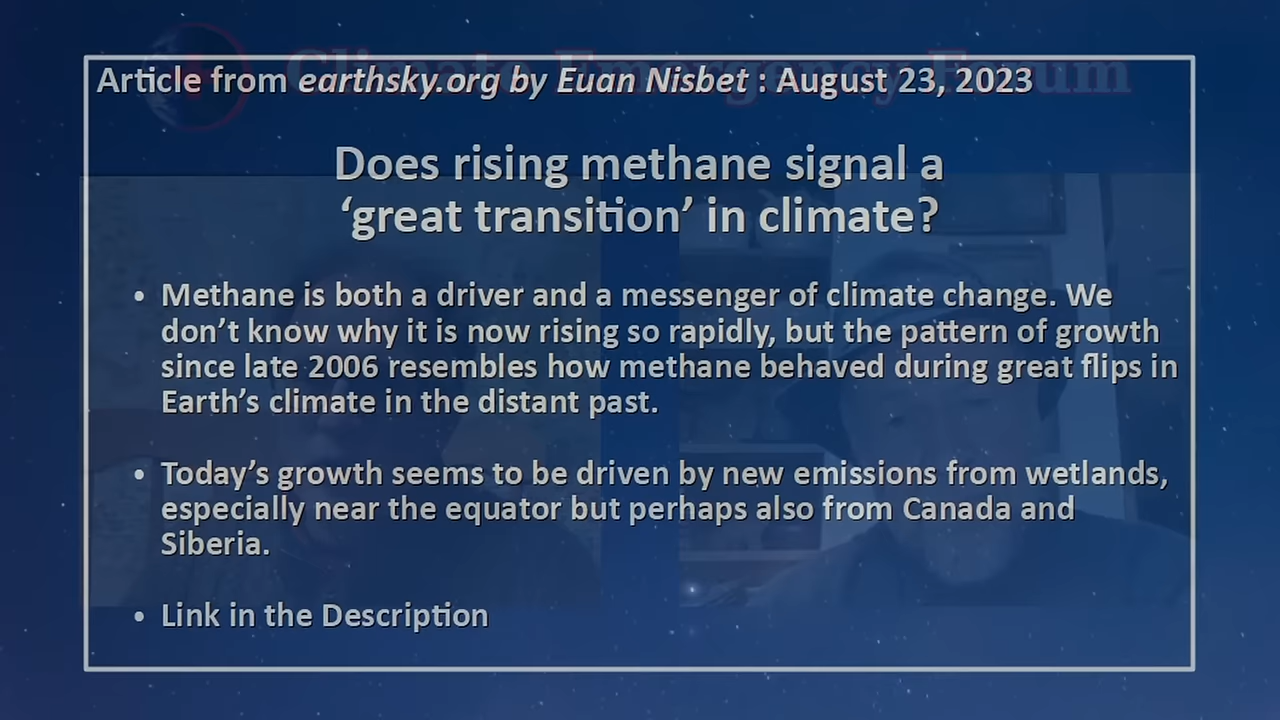 Climate Emergency Forum
Article from earthsky.org by Euan Nisbet : August 23, 2023
Does rising methane signal a
‘great transition’ in climate?
• Methane is both a driver and a messenger of climate change. We
don’t know why it is now rising so rapidly, but the pattern of growth
since late 2006 resembles how methane behaved during great flips in
Earth’s climate in the distant past.
• Today’s growth seems to be driven by new emissions from wetlands,
especially near the equator but perhaps also from Canada and
Siberia.
• Link in the Description